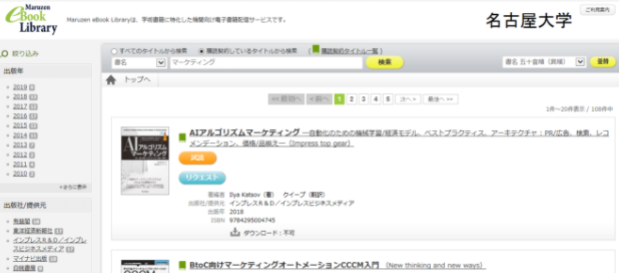 Maruzen
eBook
Library
Maruzen eBook Libraryは、学術書籍に特化した機関向け電子書籍配信サービスです。
名古屋大学
ご利用案内
絞り込み
すべてのタイトルから検索 購読契約しているタイトルから検索 (購読契約タイトル一覧)
書名 マーケティング 検索 書名 五十音順(昇順) 並替
トップへ
出版年
2019
2018
2017
2016
2015
2014
2013
2012
2011
2010
<<最初へ <前へ 1 2 3 4 5 次へ> 最後へ>>
1件~20件表示 / 108件中
AIアルゴリズムマーケティング ―自動化のための機械学習/経済モデル、ベストプラクティス、アーキテクチャ:PR/広告、検索、レコ
メンデーション、価格/品揃え― (Impress top gear)
リクエスト
著編者 Ilya Katsov(著) クイープ(翻訳)
出版社/提供元 インプレスR&D/インプレスビジネスメディア
出版年 2018
ISBN 9784295004745
ダウンロード:不可
出版社/提供元
有斐閣
東洋経済新報社
インプレスR&D/インプレ
スビジネスメディア
マイナビ出版
白桃書房
BtoC向けマーケティングオートメーションCCCM入門 (New thinking and new ways)